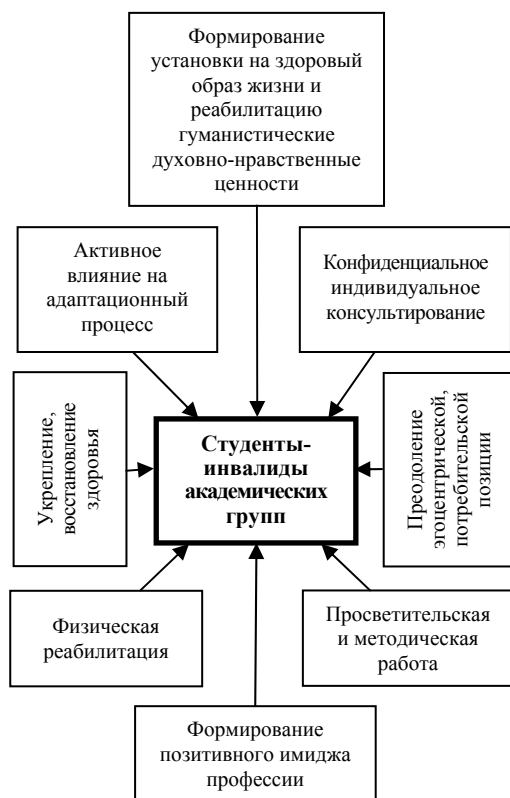 Формирование
установки на здоровый
образ жизни и
реабилитацию
гуманистические
духовно-нравственные
ценности
Активное
влияние на
адаптационный
процесс
Конфиденциальное
индивидуальное
консультирование
Укрепление,
восстановление
здоровья
Студенты-
инвалиды
академических
групп
Преодоление
эгоцентрической,
потребительской
позиции
Физическая
реабилитация
Просветительская
и методическая
работа
Формирование
позитивного имиджа
профессии